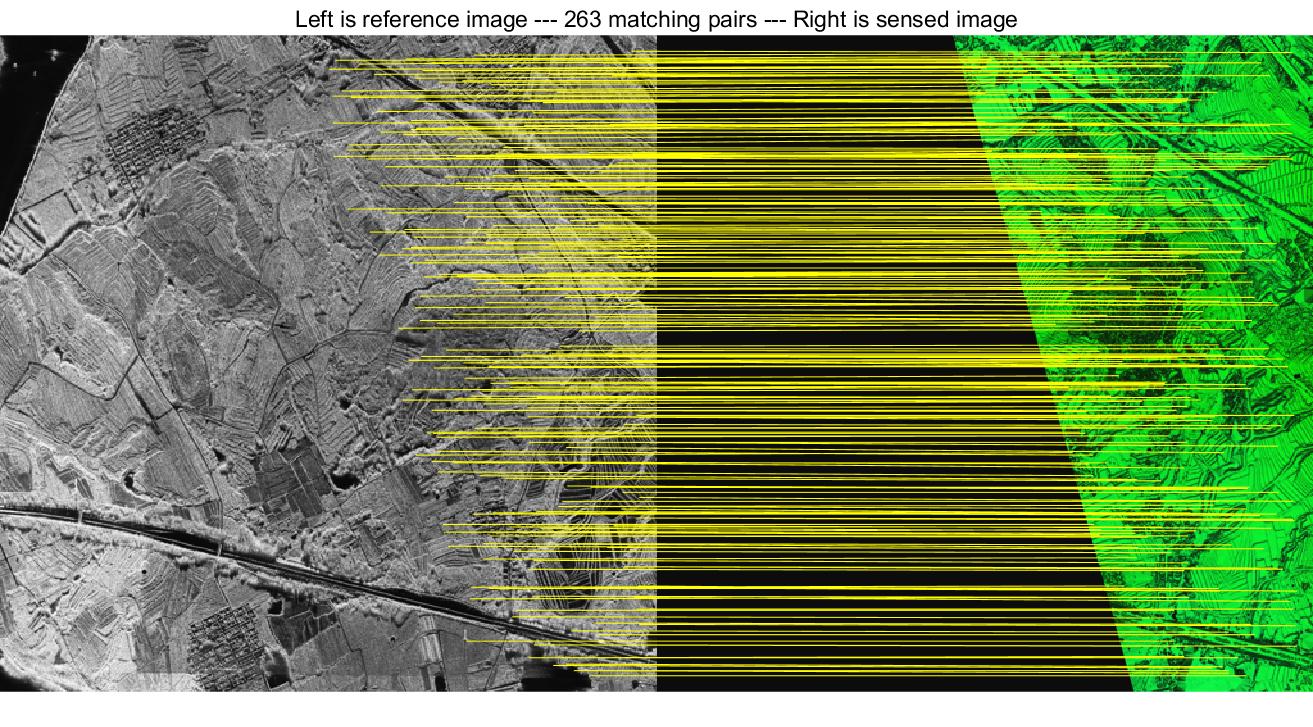 Left is reference image --- 263 matching pairs --- Right is sensed image